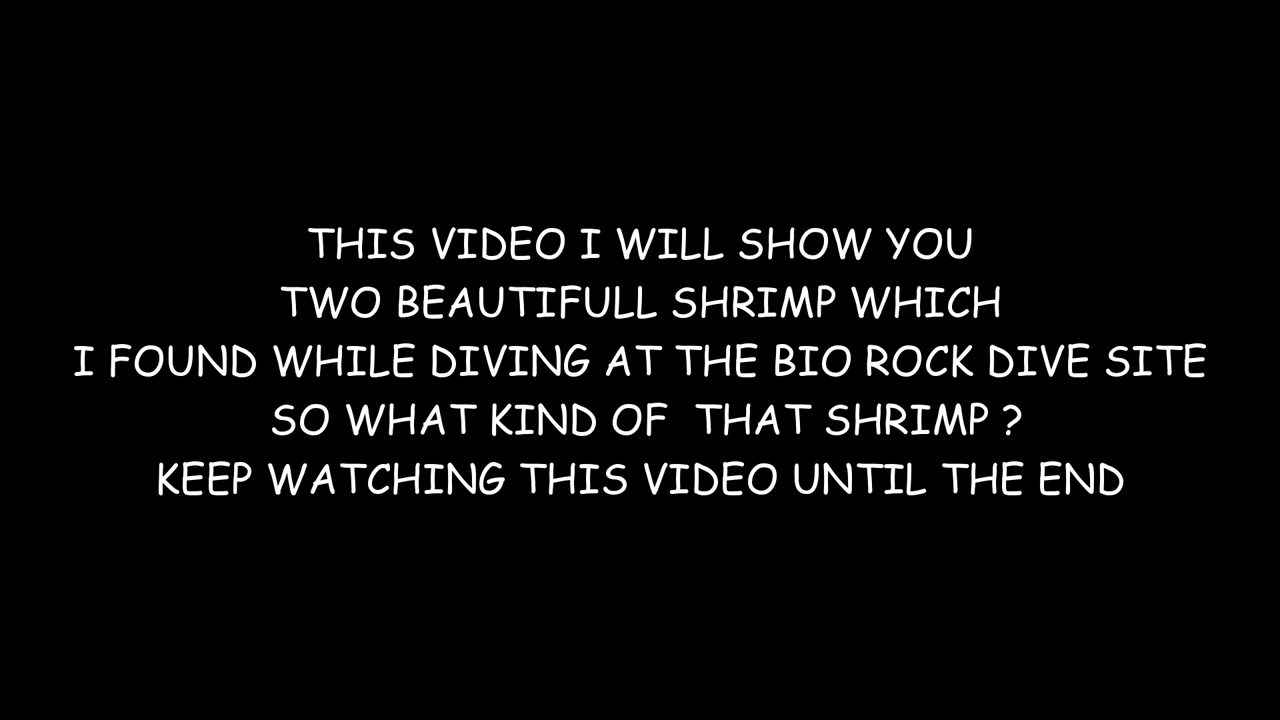 THIS VIDEO I WILL SHOW YOU
TWO BEAUTIFULL SHRIMP WHICH
I FOUND WHILE DIVING AT THE BIO ROCK DIVE SITE
SO WHAT KIND OF  THAT SHRIMP ?
KEEP WATCHING THIS VIDEO UNTIL THE END